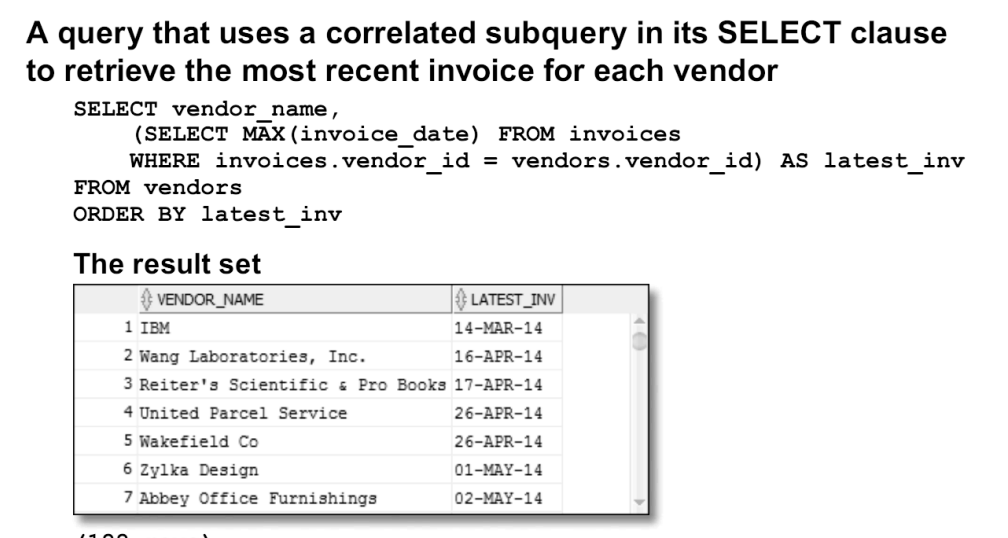 A query that uses a correlated subquery in its SELECT clause
to retrieve the most recent invoice for each vendor
SELECT vendor_name,
(SELECT MAX(invoice_date) FROM invoices
WHERE invoices.vendor_id = vendors.vendor_id) AS latest_inv
FROM vendors
ORDER BY latest_inv
The result set
VENDOR_NAME LATEST_INV
1 IBM 14-MAR-14
2 Wang Laboratories, Inc. 16-APR-14
3 Reiter's Scientific & Pro Books 17-APR-14
4 United Parcel Service 26-APR-14
5 Wakefield Co 26-APR-14
6 Zylka Design 01-MAY-14
7 Abbey Office Furnishings 02-MAY-14